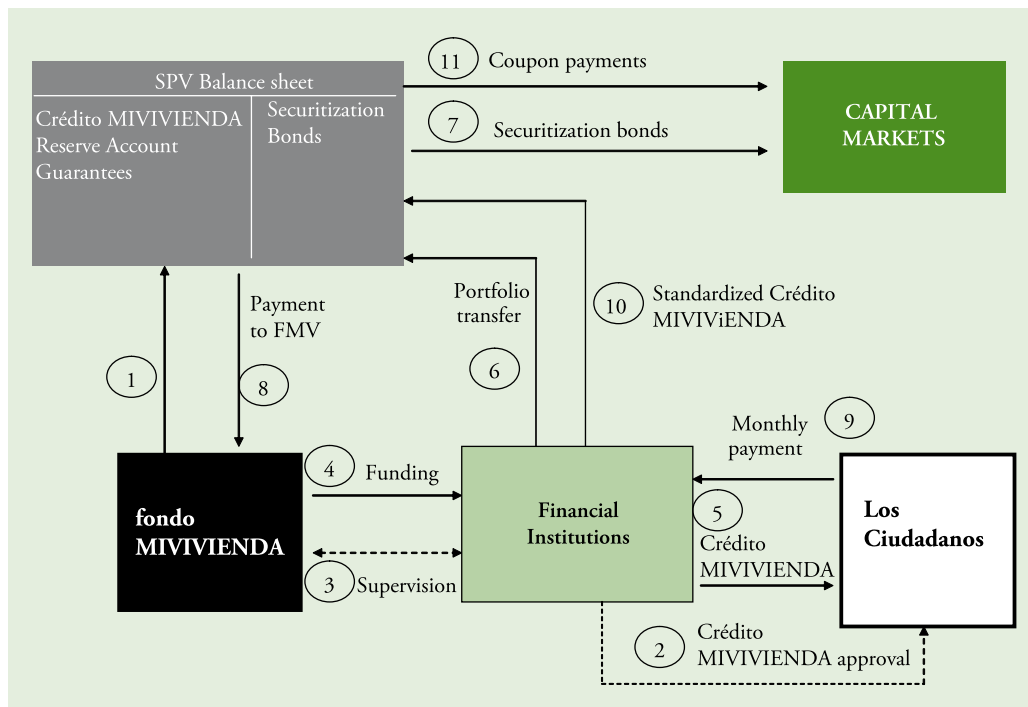 11 Coupon payments
SPV Balance sheet
Crédito MIVIVIENDA
Reserve Account
Guarantees
Securitization
Bonds
7 Securitization bonds
CAPITAL
MARKETS
Payment
to FMV
Portfolio
transfer
10
Standardized Crédito
MIVIViENDA
1
8
6
Monthly
payment
9
4 Funding
fondo
MIVIVIENDA
Financial
Institutions
5
Crédito
MIVIVIENDA
Los
Ciudadanos
3 Supervision
2
Crédito
MIVIVIENDA approval